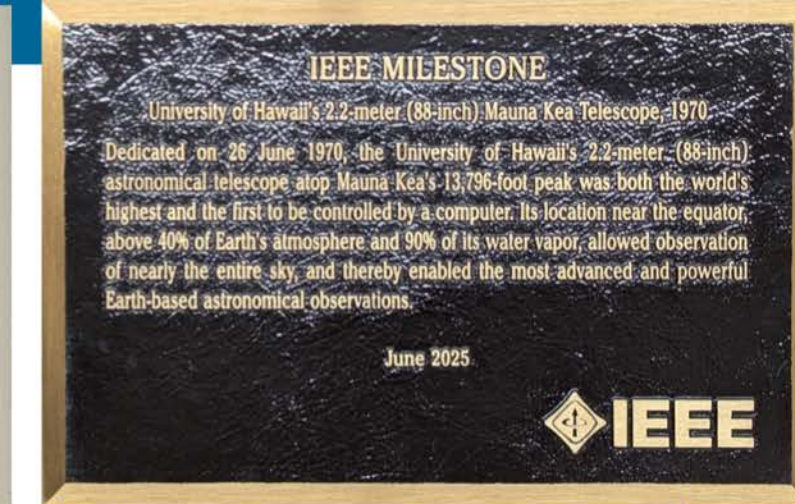 IEEE MILESTONE
University of Hawaii's 2.2-meter (88-inch) Mauna Kea Telescope, 1970
Dedicated on 26 June 1970, the University of Hawaii's 2.2-meter (88-inch)
astronomical telescope atop Mauna Kea's 13,796-foot peak was both the world's
highest and the first to be controlled by a computer. Its location near the equator,
above 40% of Earth's atmosphere and 90% of its water vapor, allowed observation
of nearly the entire sky, and thereby enabled the most advanced and powerful
Earth-based astronomical observations.
June 2025
IEEE